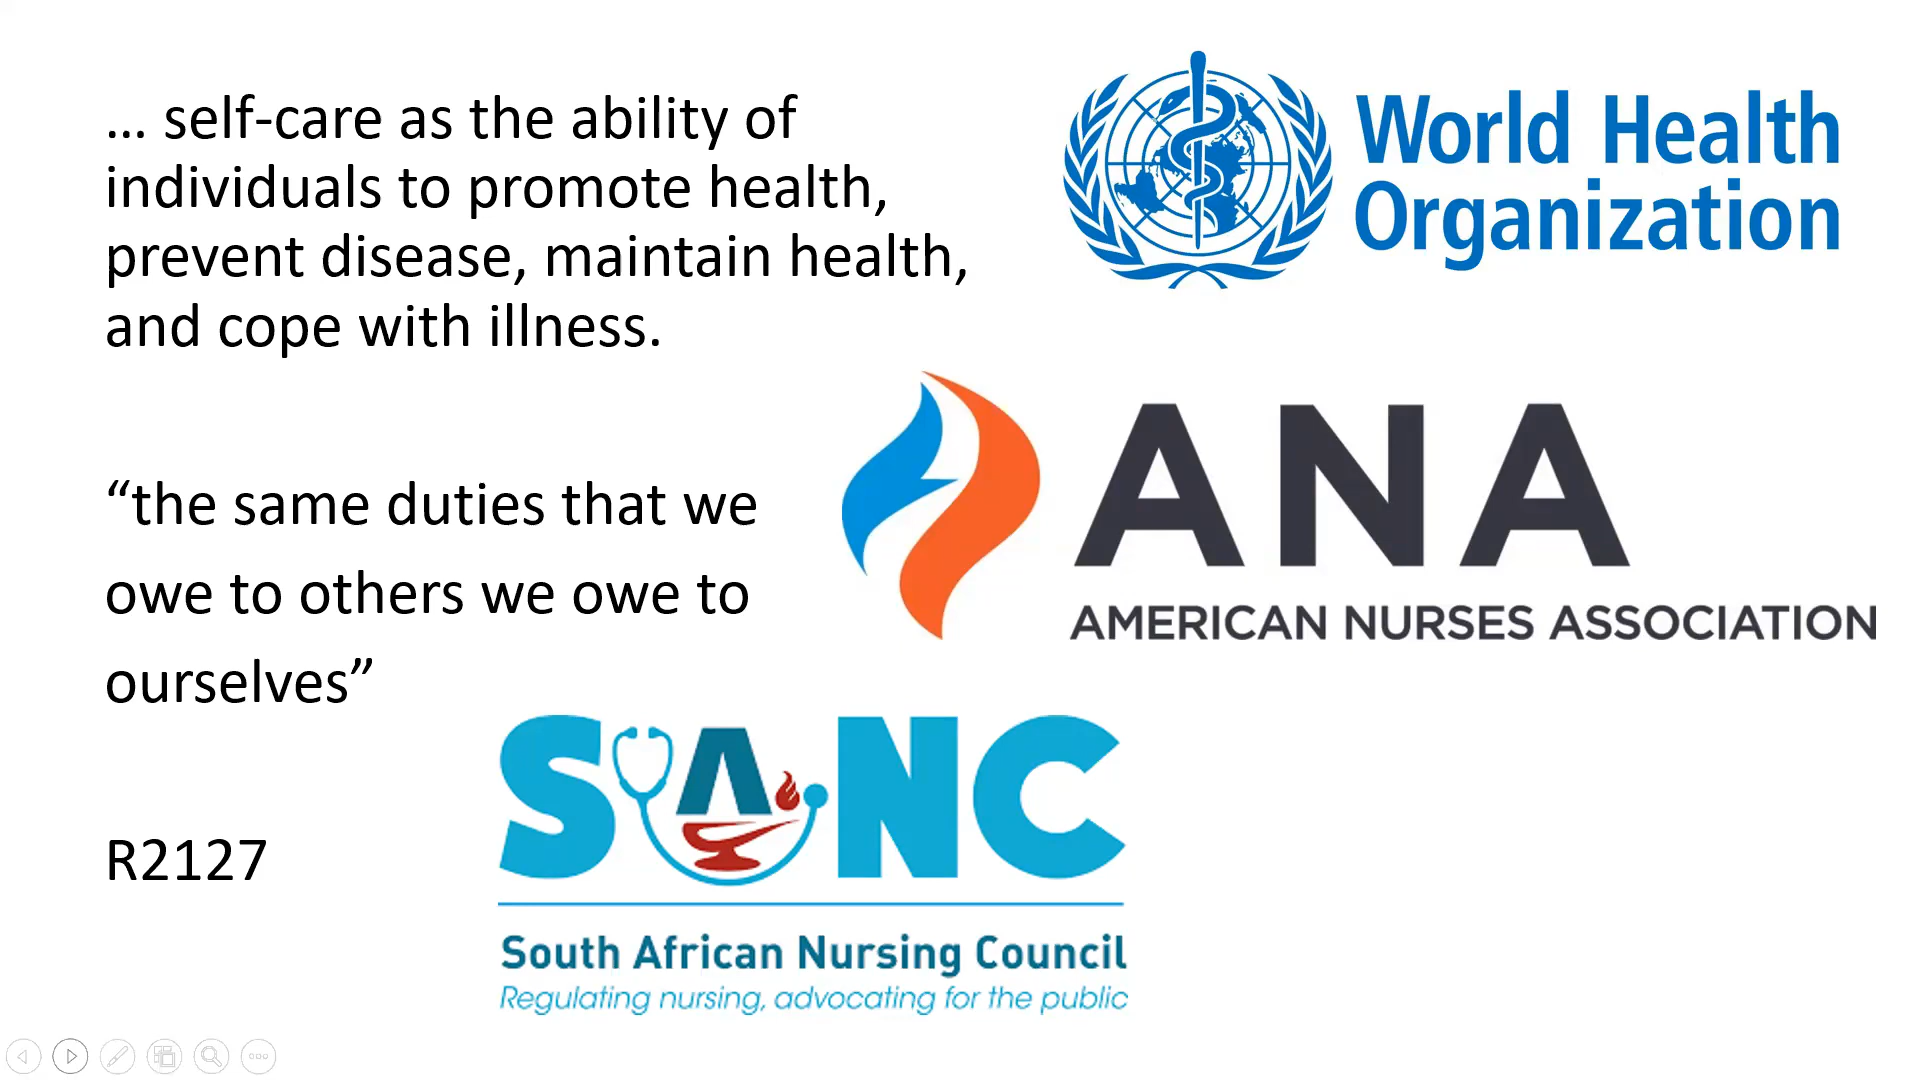 … self-care as the ability of
individuals to promote health,
prevent disease, maintain health,
and cope with illness.
World Health
Organization
“the same duties that we
owe to others we owe to
ourselves”
ANA
AMERICAN NURSES ASSOCIATION
R2127
SANC
South African Nursing Council
Regulating nursing, advocating for the public